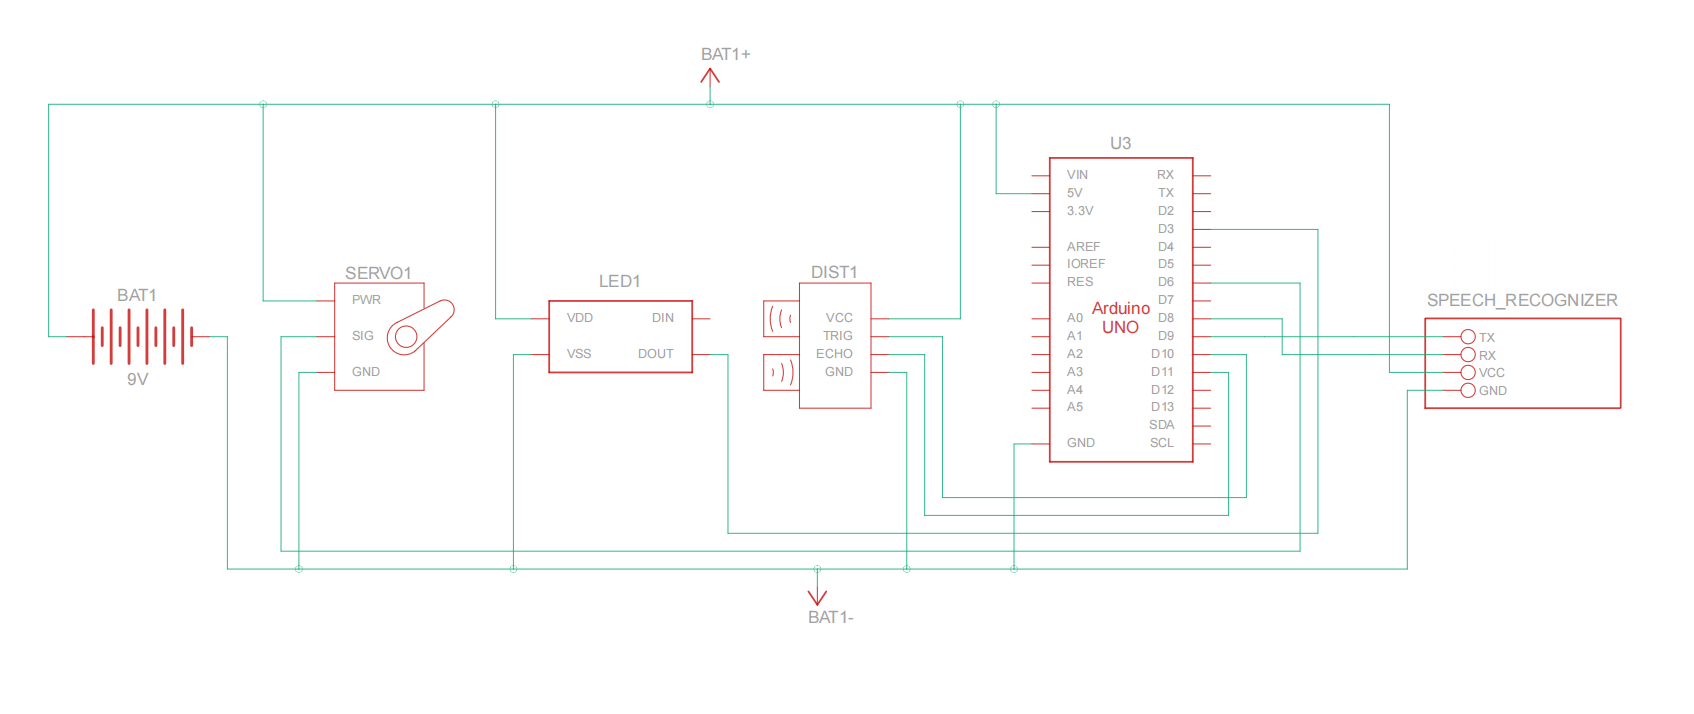 BAT1+
U3
VIN
5V
3.3V
AREF
IOREF
RES
A0
A1
A2
A3
A4
A5
GND
Arduino
UNO
RX
TX
D2
D3
D4
D5
D6
D7
D8
D9
D10
D11
D12
D13
SDA
SCL
BAT1
9V
SERVO1
PWR
SIG
GND
LED1
VDD
VSS
DIN
DOUT
DIST1
VCC
TRIG
ECHO
GND
SPEECH_RECOGNIZER
TX
RX
VCC
GND
BAT1-